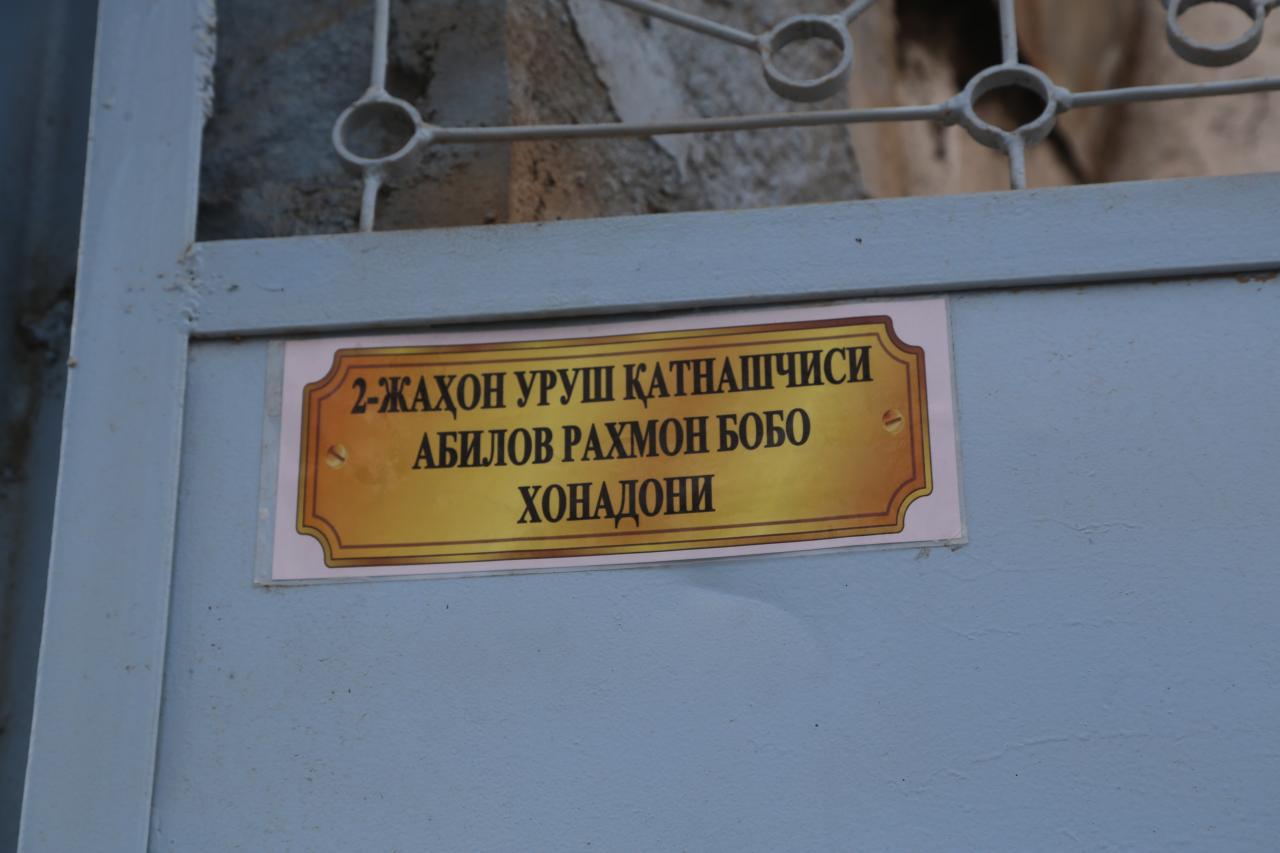 2-ЖАҲОН УРУШ ҚАТНАШЧИСИ
АБИЛОВ РАХМОН БОБО
ХОНАДОНИ